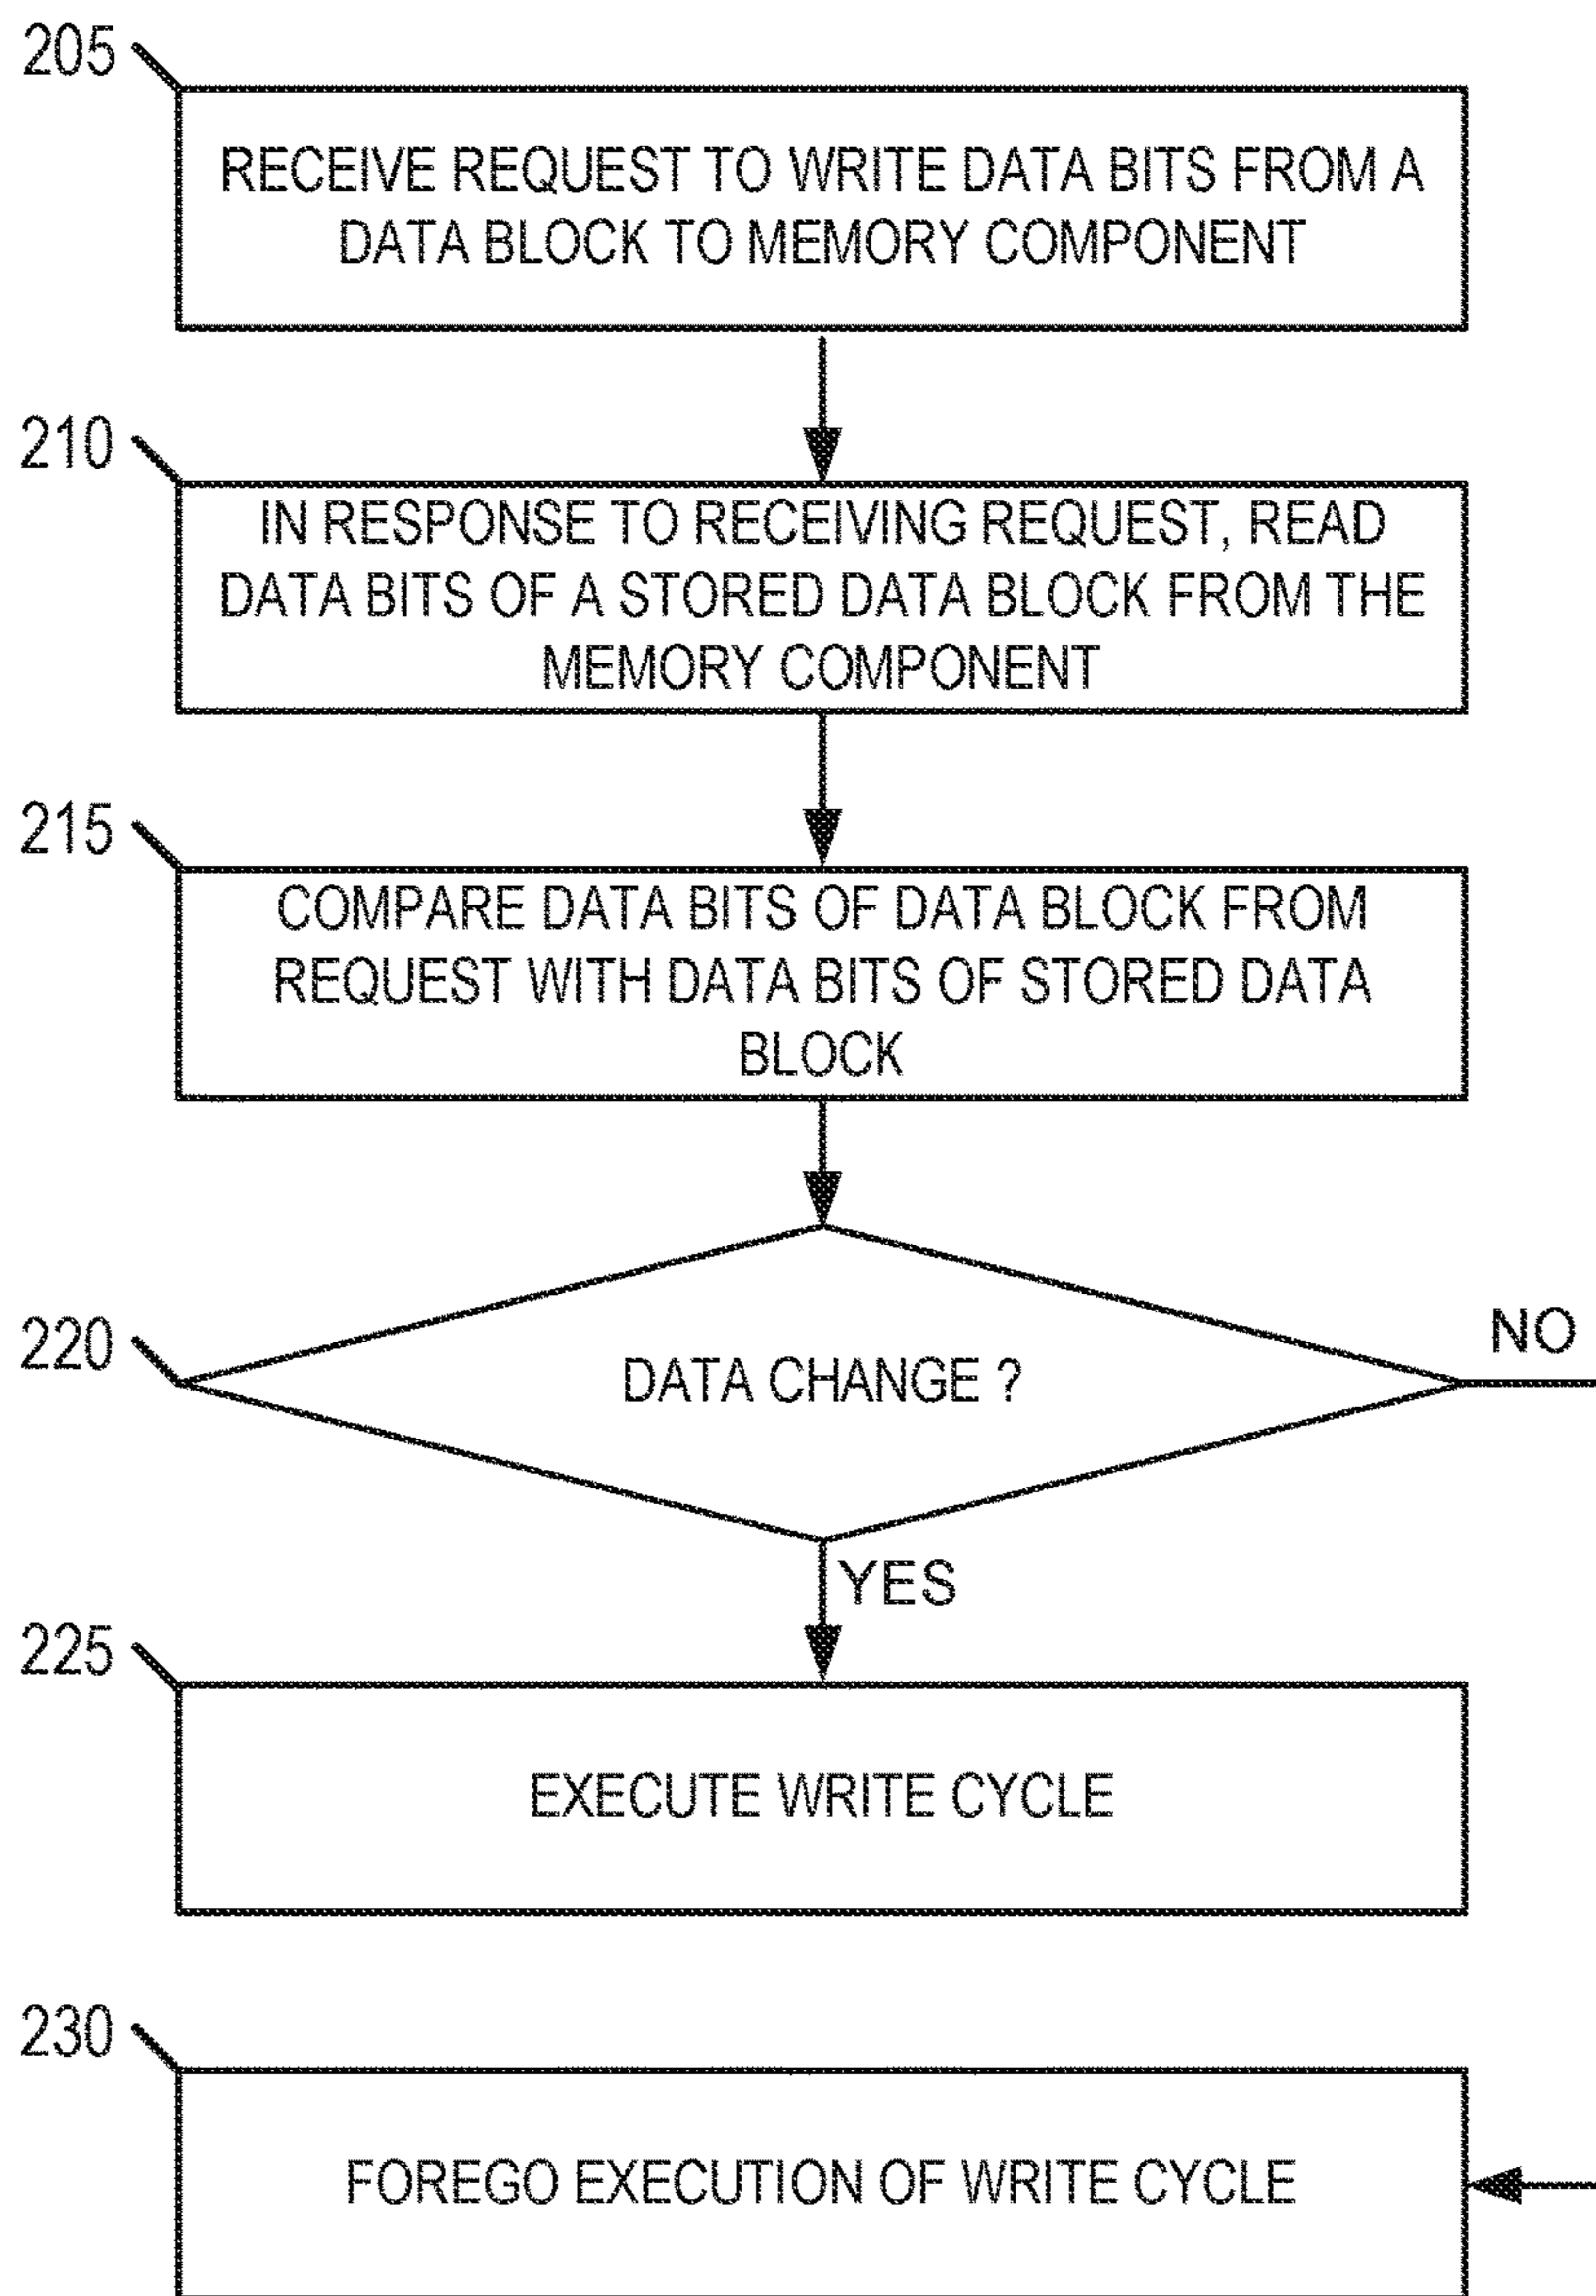 205
RECEIVE REQUEST TO WRITE DATA BITS FROM A
DATA BLOCK TO MEMORY COMPONENT
210
IN RESPONSE TO RECEIVING REQUEST, READ
DATA BITS OF A STORED DATA BLOCK FROM THE
MEMORY COMPONENT
215
COMPARE DATA BITS OF DATA BLOCK FROM
REQUEST WITH DATA BITS OF STORED DATA
BLOCK
220
DATA CHANGE ?
NO
YES
225
EXECUTE WRITE CYCLE
230
FOREGO EXECUTION OF WRITE CYCLE